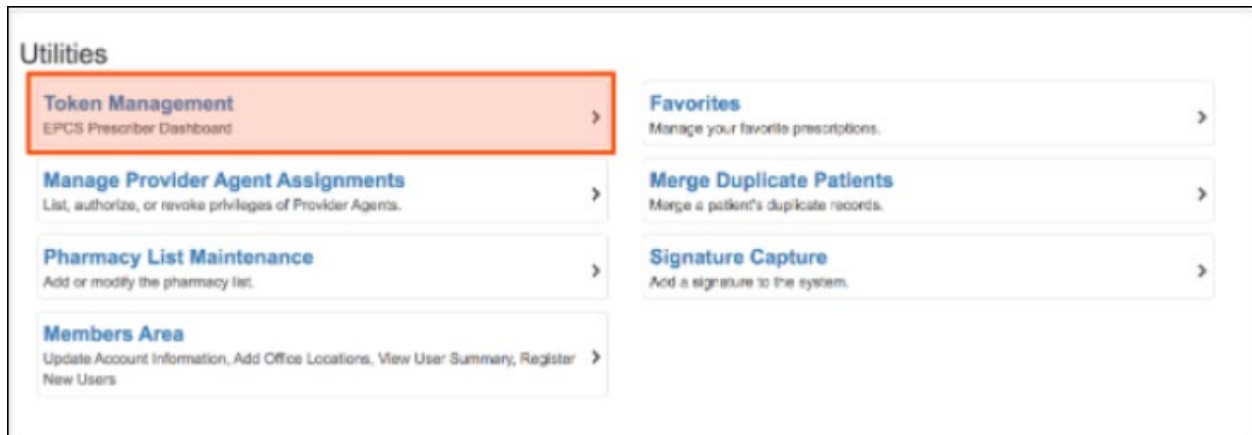 Utilities
Token Management
EPCS Prescriber Dashboard
Favorites
Manage your favorite prescriptions.
Manage Provider Agent Assignments
List, authorize, or revoke privileges of Provider Agents.
Merge Duplicate Patients
Merge a patient's duplicate records.
Pharmacy List Maintenance
Add or modify the pharmacy list.
Signature Capture
Add a signature to the system.
Members Area
Update Account Information, Add Office Locations, View User Summary, Register
New Users